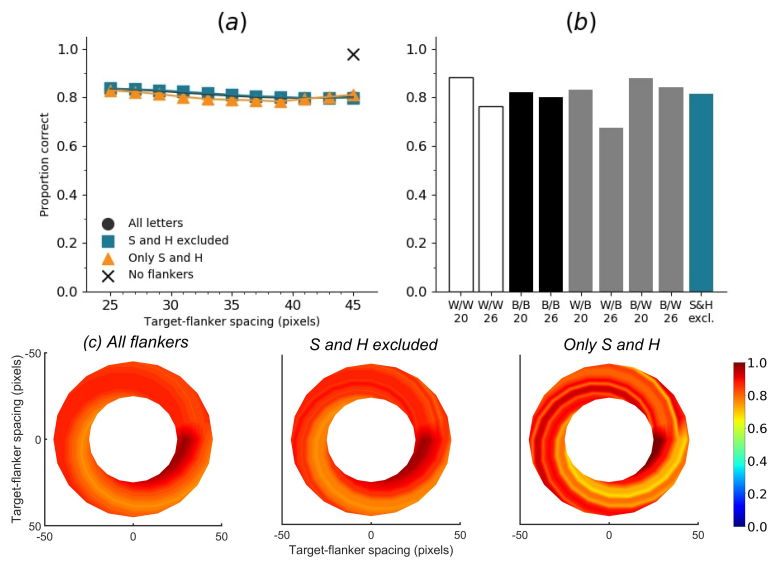 (a)
(b)
1.0
0.8
0.6
0.4
0.2
0.0
Proportion correct
All letters
S and H excluded
Only S and H
No flankers
25 30 35 40 45
Target-flanker spacing (pixels)
1.0
0.8
0.6
0.4
0.2
0.0
W/W W/W B/B B/B W/B W/B B/W B/W S&H
20 26 20 26 20 26 20 26 excl.
(c) All flankers
S and H excluded
Only S and H
Target-flanker spacing (pixels)
-50
0
50
-50 0 50
-50 0 50
-50 0 50
Target-flanker spacing (pixels)
1.0
0.8
0.6
0.4
0.2
0.0